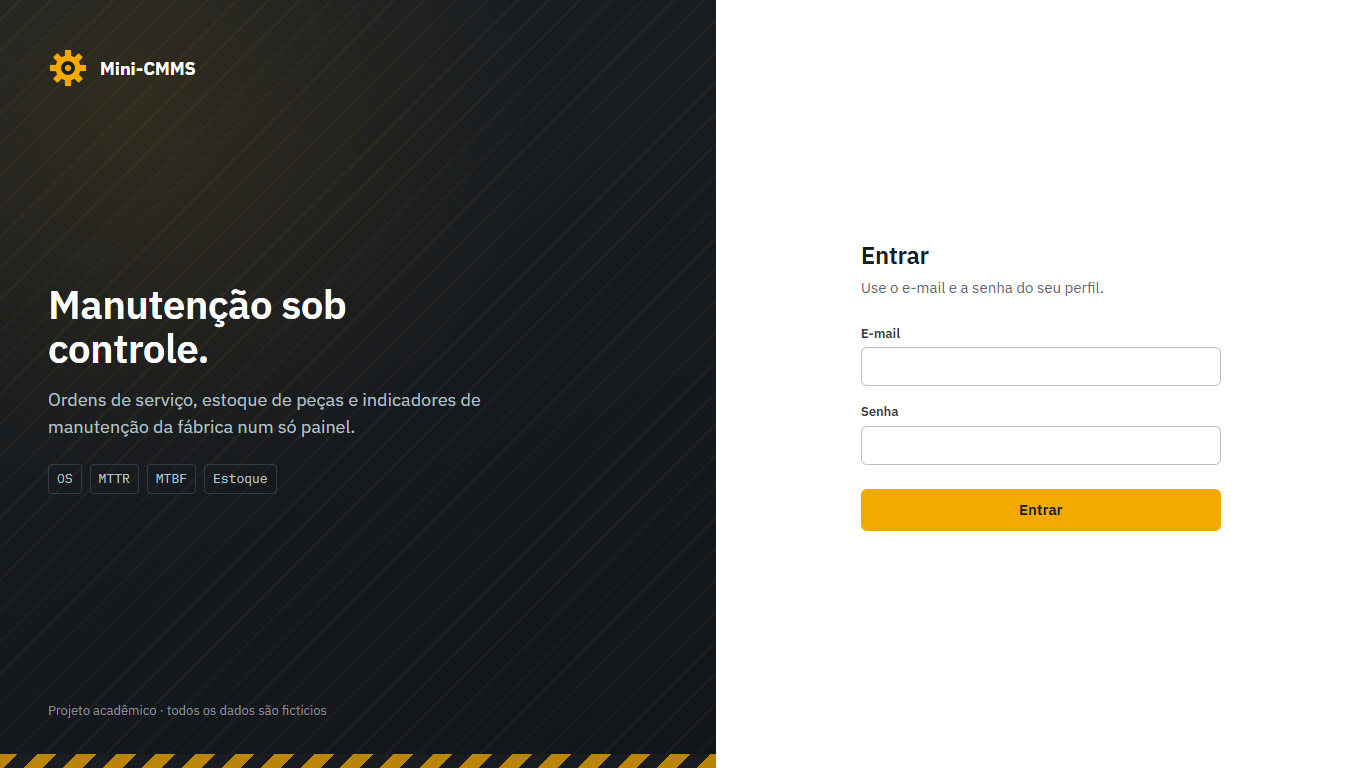 Mini-CMMS
Manutenção sob
controle.
Ordens de serviço, estoque de peças e indicadores de
manutenção da fábrica num só painel.
OS MTTR MTBF Estoque
Projeto acadêmico · todos os dados são fictícios
Entrar
Use o e-mail e a senha do seu perfil.
E-mail
Senha
Entrar